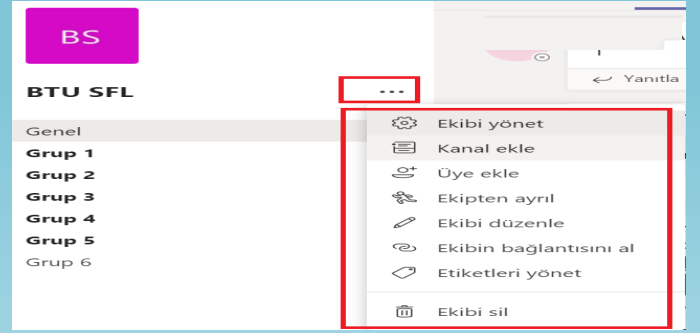 BS
BTU SFL
...
Genel
Grup 1
Grup 2
Grup 3
Grup 4
Grup 5
Grup 6
Yanıtla
Ekibi yönet
Kanal ekle
Üye ekle
Ekipten ayrıl
Ekibi düzenle
Ekibin bağlantısını al
Etiketleri yönet
Ekibi sil